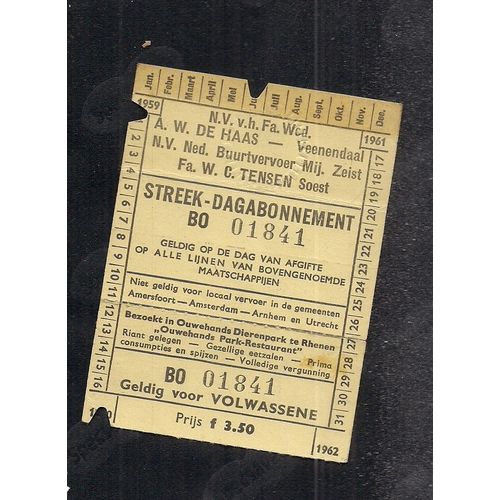 Jan. Febr. Maart April Mei Juli Aug. Sept. Okt. Nov. Dec.
1959
1961
N.V. v.h. Fa. Wed.
A. W. DE HAAS — Veenendaal
N.V. Ned. Buurtvervoer Mij. Zeist
Fa. W. C. TENSEN Soest
STREEK-DAGABONNEMENT
BO 01841
GELDIG OP DE DAG VAN AFGIFTE
OP ALLE LIJNEN VAN BOVENGENOEMDE
MAATSCHAPPIJEN
Niet geldig voor locaal vervoer in de gemeenten
Amersfoort — Amsterdam — Arnhem en Utrecht
Bezoekt in Ouwehands Dierenpark te Rhenen
„Ouwehands Park-Restaurant"
Riant gelegen — Gezellige eetzalen — Prima
consumpties en spijzen — Volledige vergunning
BO 01841
Geldig voor VOLWASSENE
Prijs f 3.50
1962
2 3 4 5 6 7 8 9 10 11 12 13 14 15 16
17 18 19 20 21 22 23 24 25 26 27 28 29 30 31